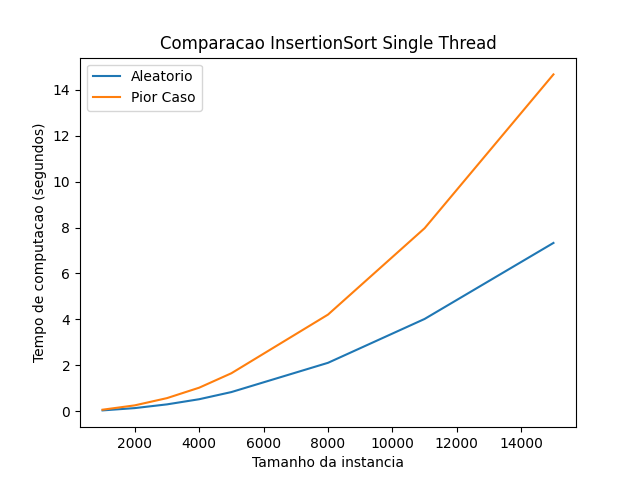 Comparacao InsertionSort Single Thread
Aleatorio
Pior Caso
14
12
10
8
6
4
2
0
Tempo de computacao (segundos)
2000 4000 6000 8000 10000 12000 14000
Tamanho da instancia